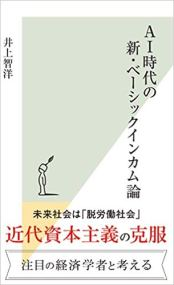 AI時代の
新・ベーシックインカム論
井上智洋
未来社会は「脱労働社会」
近代資本主義の克服
注目の経済学者と考える